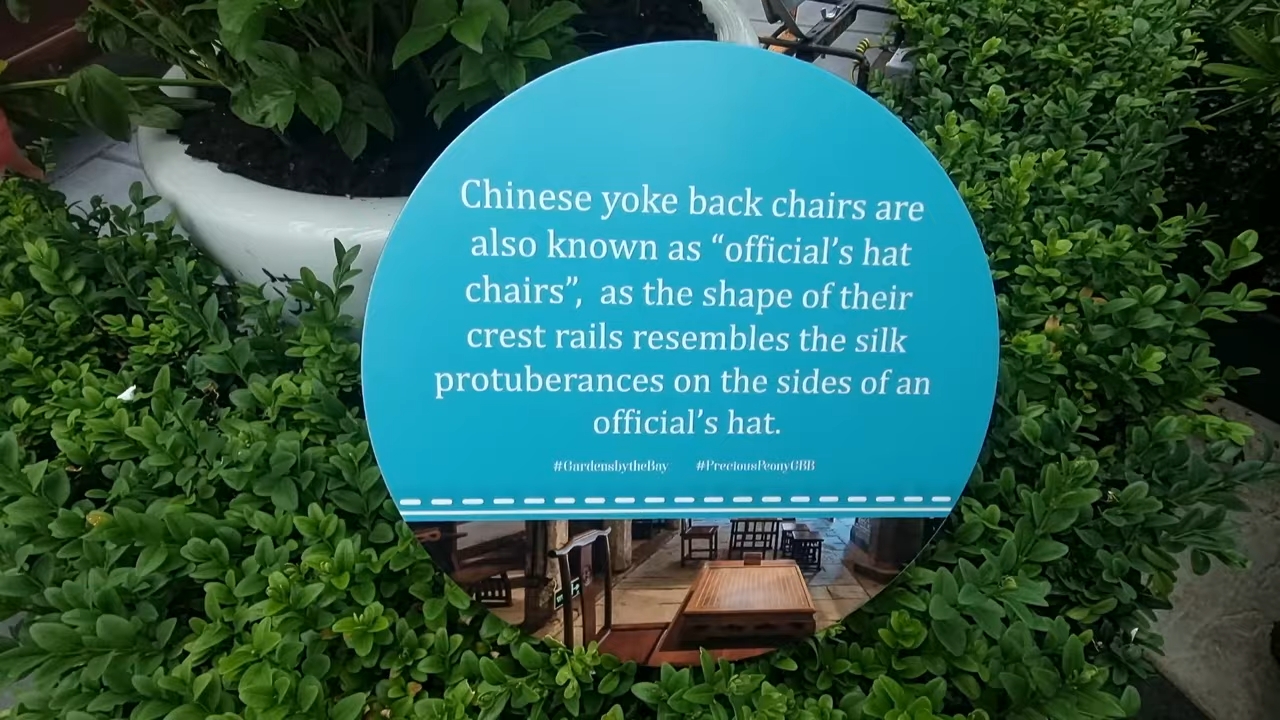 Chinese yoke back chairs are
also known as “official’s hat
chairs”,  as the shape of their
crest rails resembles the silk
protuberances on the sides of an
official’s hat.
#GardensbytheBay #PreciousPeonyGBB